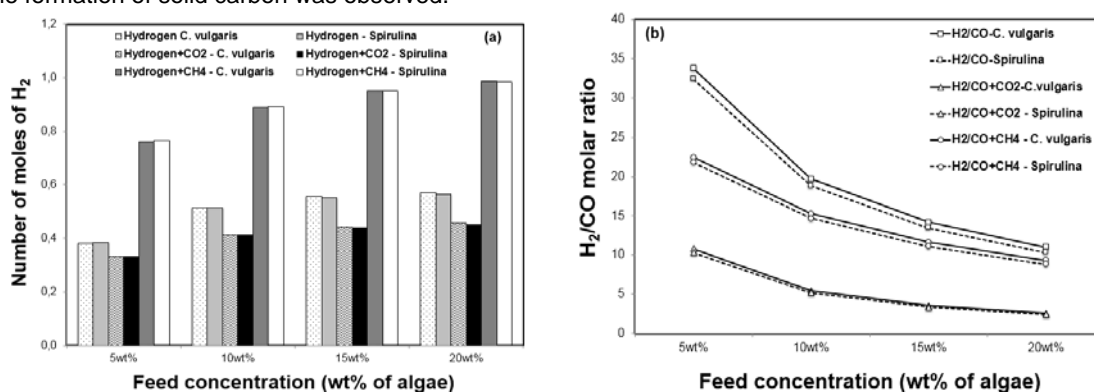 formation of solid carbon was observed.
Hydrogen C. vulgaris
Hydrogen - Spirulina
(a)
Hydrogen+CO2 - C. vulgaris
Hydrogen+CO2 - Spirulina
Hydrogen+CH4 - C. vulgaris
Hydrogen+CH4 - Spirulina
Number of moles of H2
1,2
1,0
0,8
0,6
0,4
0,2
0,0
5wt%
10wt%
15wt%
20wt%
Feed concentration (wt% of algae)
(b)
H2/CO-C. vulgaris
H2/CO-Spirulina
H2/CO+CO2-C.vulgaris
H2/CO+CO2 - Spirulina
H2/CO+CH4 - C. vulgaris
H2/CO+CH4 - Spirulina
H2/CO molar ratio
40
35
30
25
20
15
10
5
0
5wt%
10wt%
15wt%
20wt%
Feed concentration (wt% of algae)